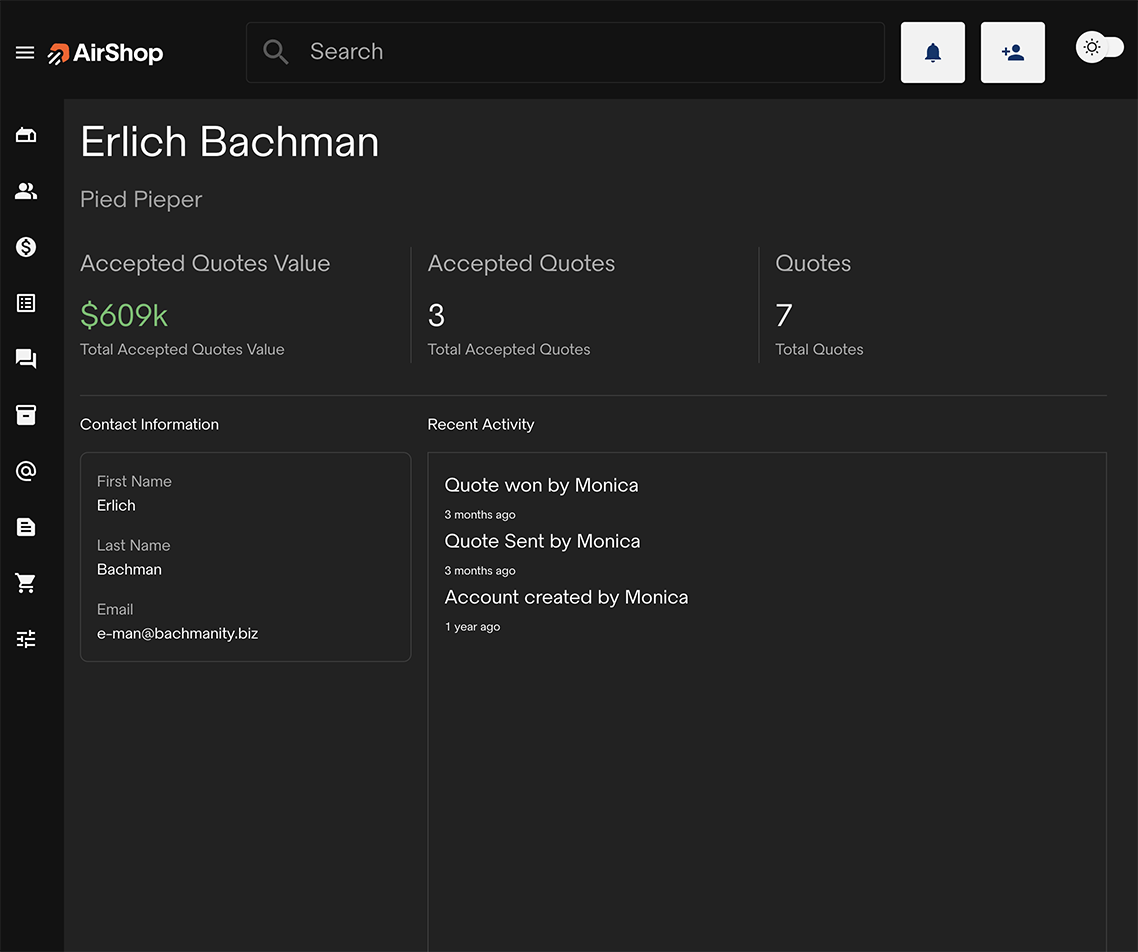 AirShop
Search
Erlich Bachman
Pied Pieper
Accepted Quotes Value
$609k
Total Accepted Quotes Value
Accepted Quotes
3
Total Accepted Quotes
Quotes
7
Total Quotes
Contact Information
First Name
Erlich
Last Name
Bachman
Email
e-man@bachmanity.biz
Recent Activity
Quote won by Monica
3 months ago
Quote Sent by Monica
3 months ago
Account created by Monica
1 year ago